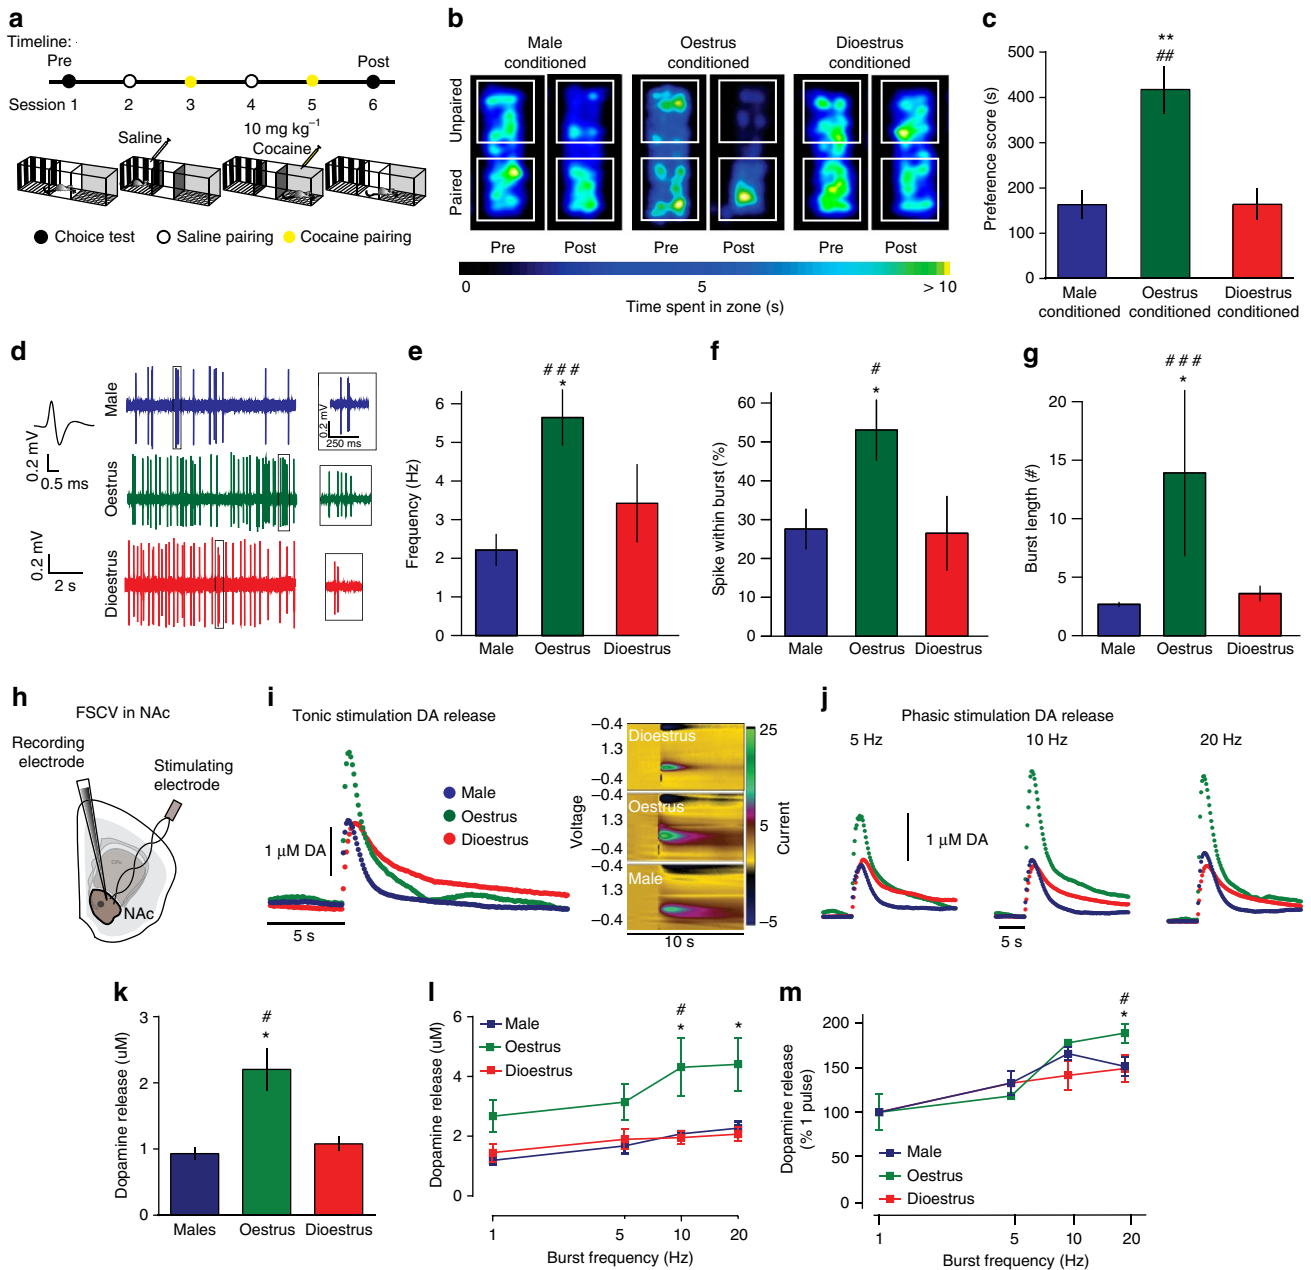 a
Timeline:
Pre
Post
Session 1 2 3 4 5 6
Saline
10 mg kg⁻¹
Cocaine
Choice test
Saline pairing
Cocaine pairing
b
Male conditioned
Oestrus conditioned
Dioestrus conditioned
Unpaired
Paired
Pre Post Pre Post Pre Post
0 5 > 10
Time spent in zone (s)
c
**
##
Preference score (s)
500
400
300
200
100
0
Male conditioned
Oestrus conditioned
Dioestrus conditioned
d
Male
Oestrus
Dioestrus
0.2 mV
0.5 ms
0.2 mV
2 s
0.2 mV
250 ms
e
###
*
Frequency (Hz)
6
5
4
3
2
1
0
Male Oestrus Dioestrus
f
#
*
Spike within burst (%)
60
50
40
30
20
10
0
Male Oestrus Dioestrus
g
###
*
Burst length (#)
20
15
10
5
0
Male Oestrus Dioestrus
h
FSCV in NAc
Recording electrode
Stimulating electrode
NAc
i
Tonic stimulation DA release
1 μM DA
5 s
Male
Oestrus
Dioestrus
Voltage
−0.4
1.3
−0.4
−0.4
1.3
−0.4
−0.4
1.3
−0.4
Dioestrus
Oestrus
Male
10 s
25
5
−5
Current
j
Phasic stimulation DA release
5 Hz
10 Hz
20 Hz
1 μM DA
5 s
k
#
*
Dopamine release (uM)
3
2
1
0
Males Oestrus Dioestrus
l
Male
Oestrus
Dioestrus
#
*
*
Dopamine release (uM)
6
4
2
0
1 5 10 20
Burst frequency (Hz)
m
#
*
Dopamine release
(% 1 pulse)
200
150
100
50
0
Male
Oestrus
Dioestrus
1 5 10 20
Burst frequency (Hz)